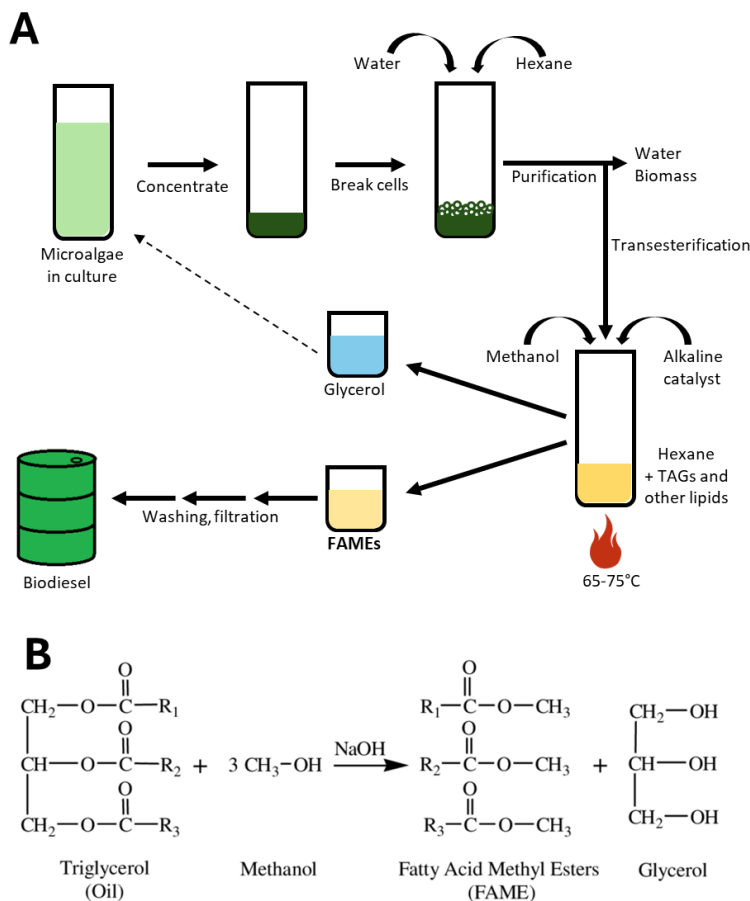 A
Water
Hexane
Concentrate
Break cells
Purification
Water
Biomass
Microalgae
in culture
Transesterification
Methanol
Alkaline
catalyst
Glycerol
Hexane
+ TAGs and
other lipids
Washing, filtration
FAMEs
Biodiesel
65-75°C
B
O
CH2—O—C—R1
O
CH—O—C—R2
O
CH2—O—C—R3
+
3 CH3—OH
NaOH
O
R1—C—O—CH3
O
R2—C—O—CH3
O
R3—C—O—CH3
+
CH2—OH
CH—OH
CH2—OH
Triglycerol
(Oil)
Methanol
Fatty Acid Methyl Esters
(FAME)
Glycerol